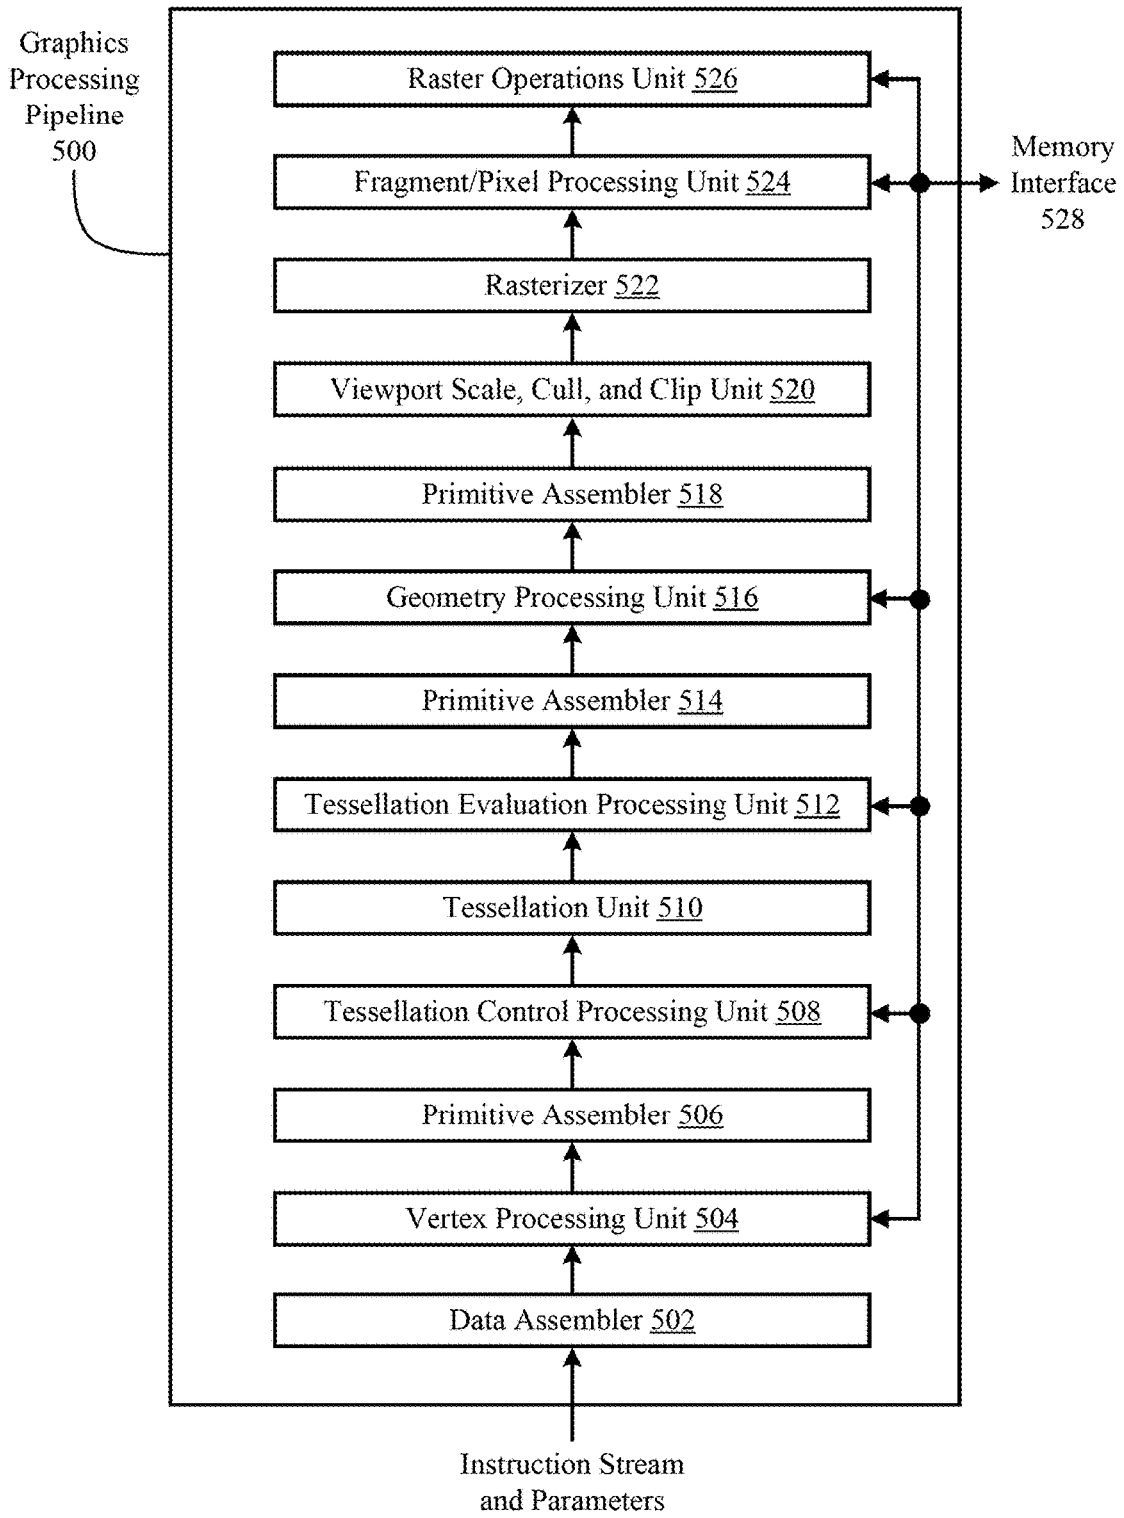 Graphics
Processing
Pipeline
500
Raster Operations Unit 526
Fragment/Pixel Processing Unit 524
Memory
Interface
528
Rasterizer 522
Viewport Scale, Cull, and Clip Unit 520
Primitive Assembler 518
Geometry Processing Unit 516
Primitive Assembler 514
Tessellation Evaluation Processing Unit 512
Tessellation Unit 510
Tessellation Control Processing Unit 508
Primitive Assembler 506
Vertex Processing Unit 504
Data Assembler 502
Instruction Stream
and Parameters